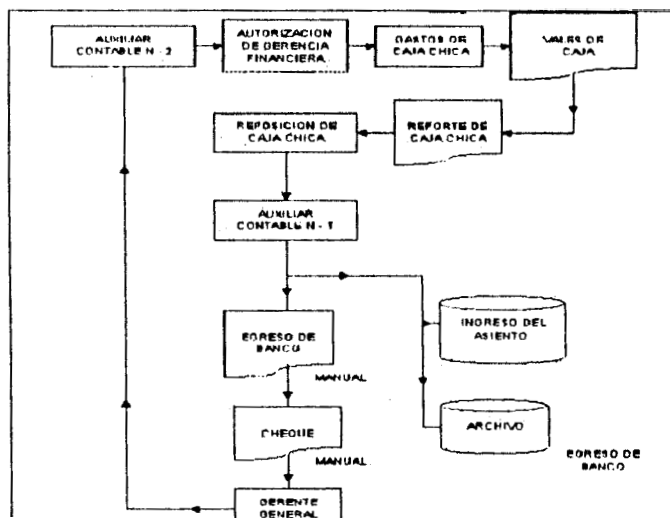 AUXILIAR
CONTABLE N - 2
AUTORIZACIÓN
DE GERENCIA
FINANCIERA
GASTOS DE
CAJA CHICA
VALES DE
CAJA
REPOSICION DE
CAJA CHICA
REPORTE DE
CAJA CHICA
AUXILIAR
CONTABLE N - 1
EGRESO DE
BANCO
MANUAL
INGRESO DEL
ASIENTO
CHEQUE
MANUAL
ARCHIVO
EGRESO DE
BANCO
GERENTE
GENERAL